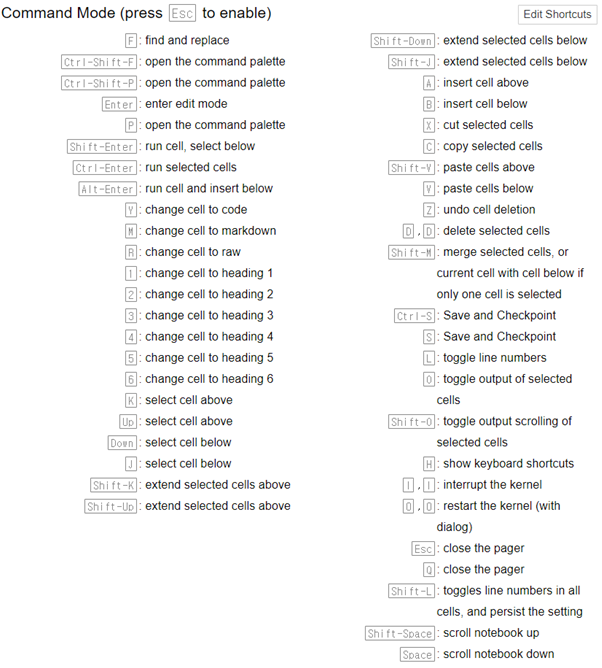 Command Mode (press Esc to enable)
Edit Shortcuts
F : find and replace
Ctrl-Shift-F : open the command palette
Ctrl-Shift-P : open the command palette
Enter : enter edit mode
P : open the command palette
Shift-Enter : run cell, select below
Ctrl-Enter : run selected cells
Alt-Enter : run cell and insert below
Y : change cell to code
M : change cell to markdown
R : change cell to raw
1 : change cell to heading 1
2 : change cell to heading 2
3 : change cell to heading 3
4 : change cell to heading 4
5 : change cell to heading 5
6 : change cell to heading 6
K : select cell above
Up : select cell above
Down : select cell below
J : select cell below
Shift-K : extend selected cells above
Shift-Up : extend selected cells above
Shift-Down : extend selected cells below
Shift-J : extend selected cells below
A : insert cell above
B : insert cell below
X : cut selected cells
C : copy selected cells
Shift-V : paste cells above
V : paste cells below
Z : undo cell deletion
D , D : delete selected cells
Shift-M : merge selected cells, or
current cell with cell below if
only one cell is selected
Ctrl-S : Save and Checkpoint
S : Save and Checkpoint
L : toggle line numbers
O : toggle output of selected
cells
Shift-O : toggle output scrolling of
selected cells
H : show keyboard shortcuts
I , I : interrupt the kernel
0 , 0 : restart the kernel (with
dialog)
Esc : close the pager
Q : close the pager
Shift-L : toggles line numbers in all
cells, and persist the setting
Shift-Space : scroll notebook up
Space : scroll notebook down